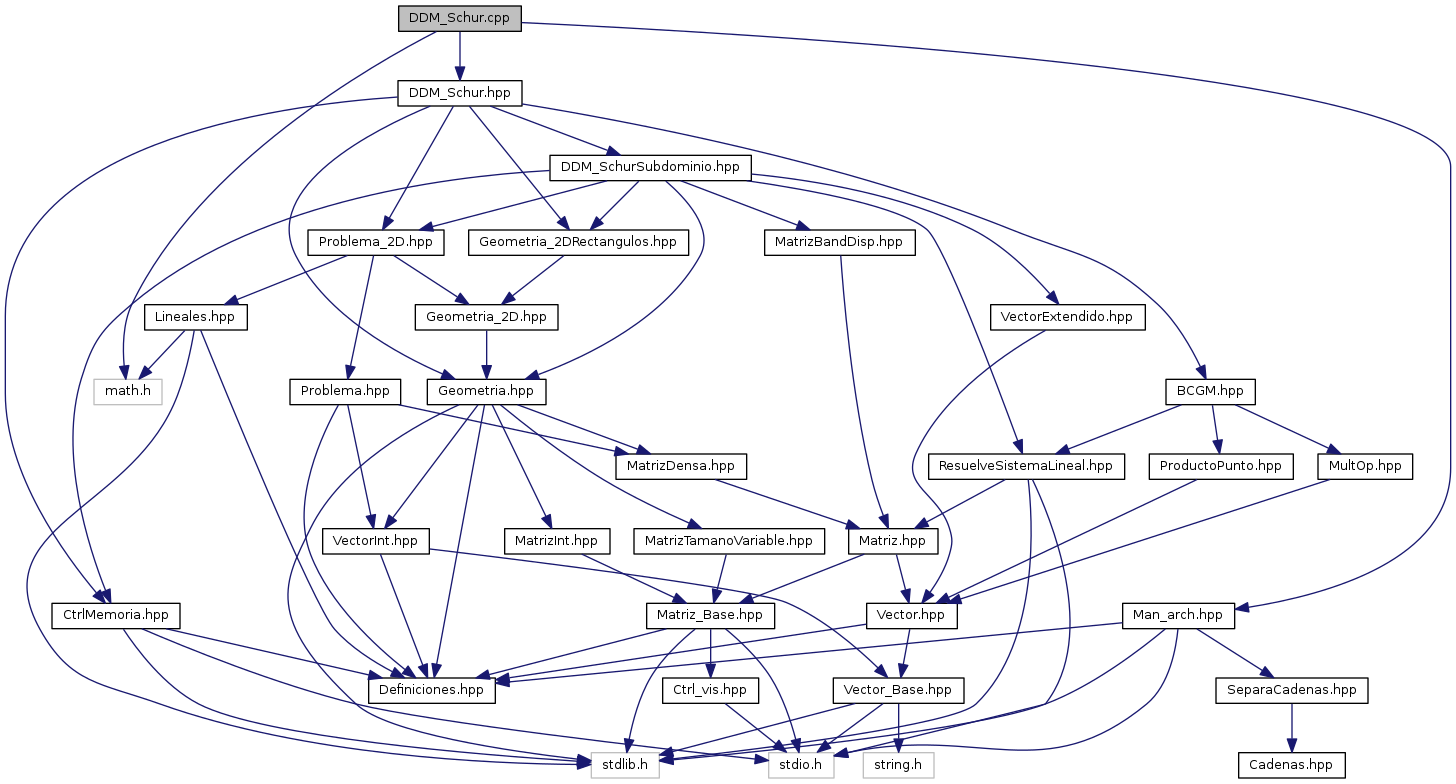 DDM_Schur.cpp
DDM_Schur.hpp
DDM_SchurSubdominio.hpp
Problema_2D.hpp
Geometria_2DRectangulos.hpp
MatrizBandDisp.hpp
Lineales.hpp
Geometria_2D.hpp
VectorExtendido.hpp
math.h
Problema.hpp
Geometria.hpp
BCGM.hpp
MatrizDensa.hpp
ResuelveSistemaLineal.hpp
ProductoPunto.hpp
MultOp.hpp
VectorInt.hpp
MatrizInt.hpp
MatrizTamanoVariable.hpp
Matriz.hpp
CtrlMemoria.hpp
Matriz_Base.hpp
Vector.hpp
Man_arch.hpp
Definiciones.hpp
Ctrl_vis.hpp
Vector_Base.hpp
SeparaCadenas.hpp
stdlib.h
stdio.h
string.h
Cadenas.hpp